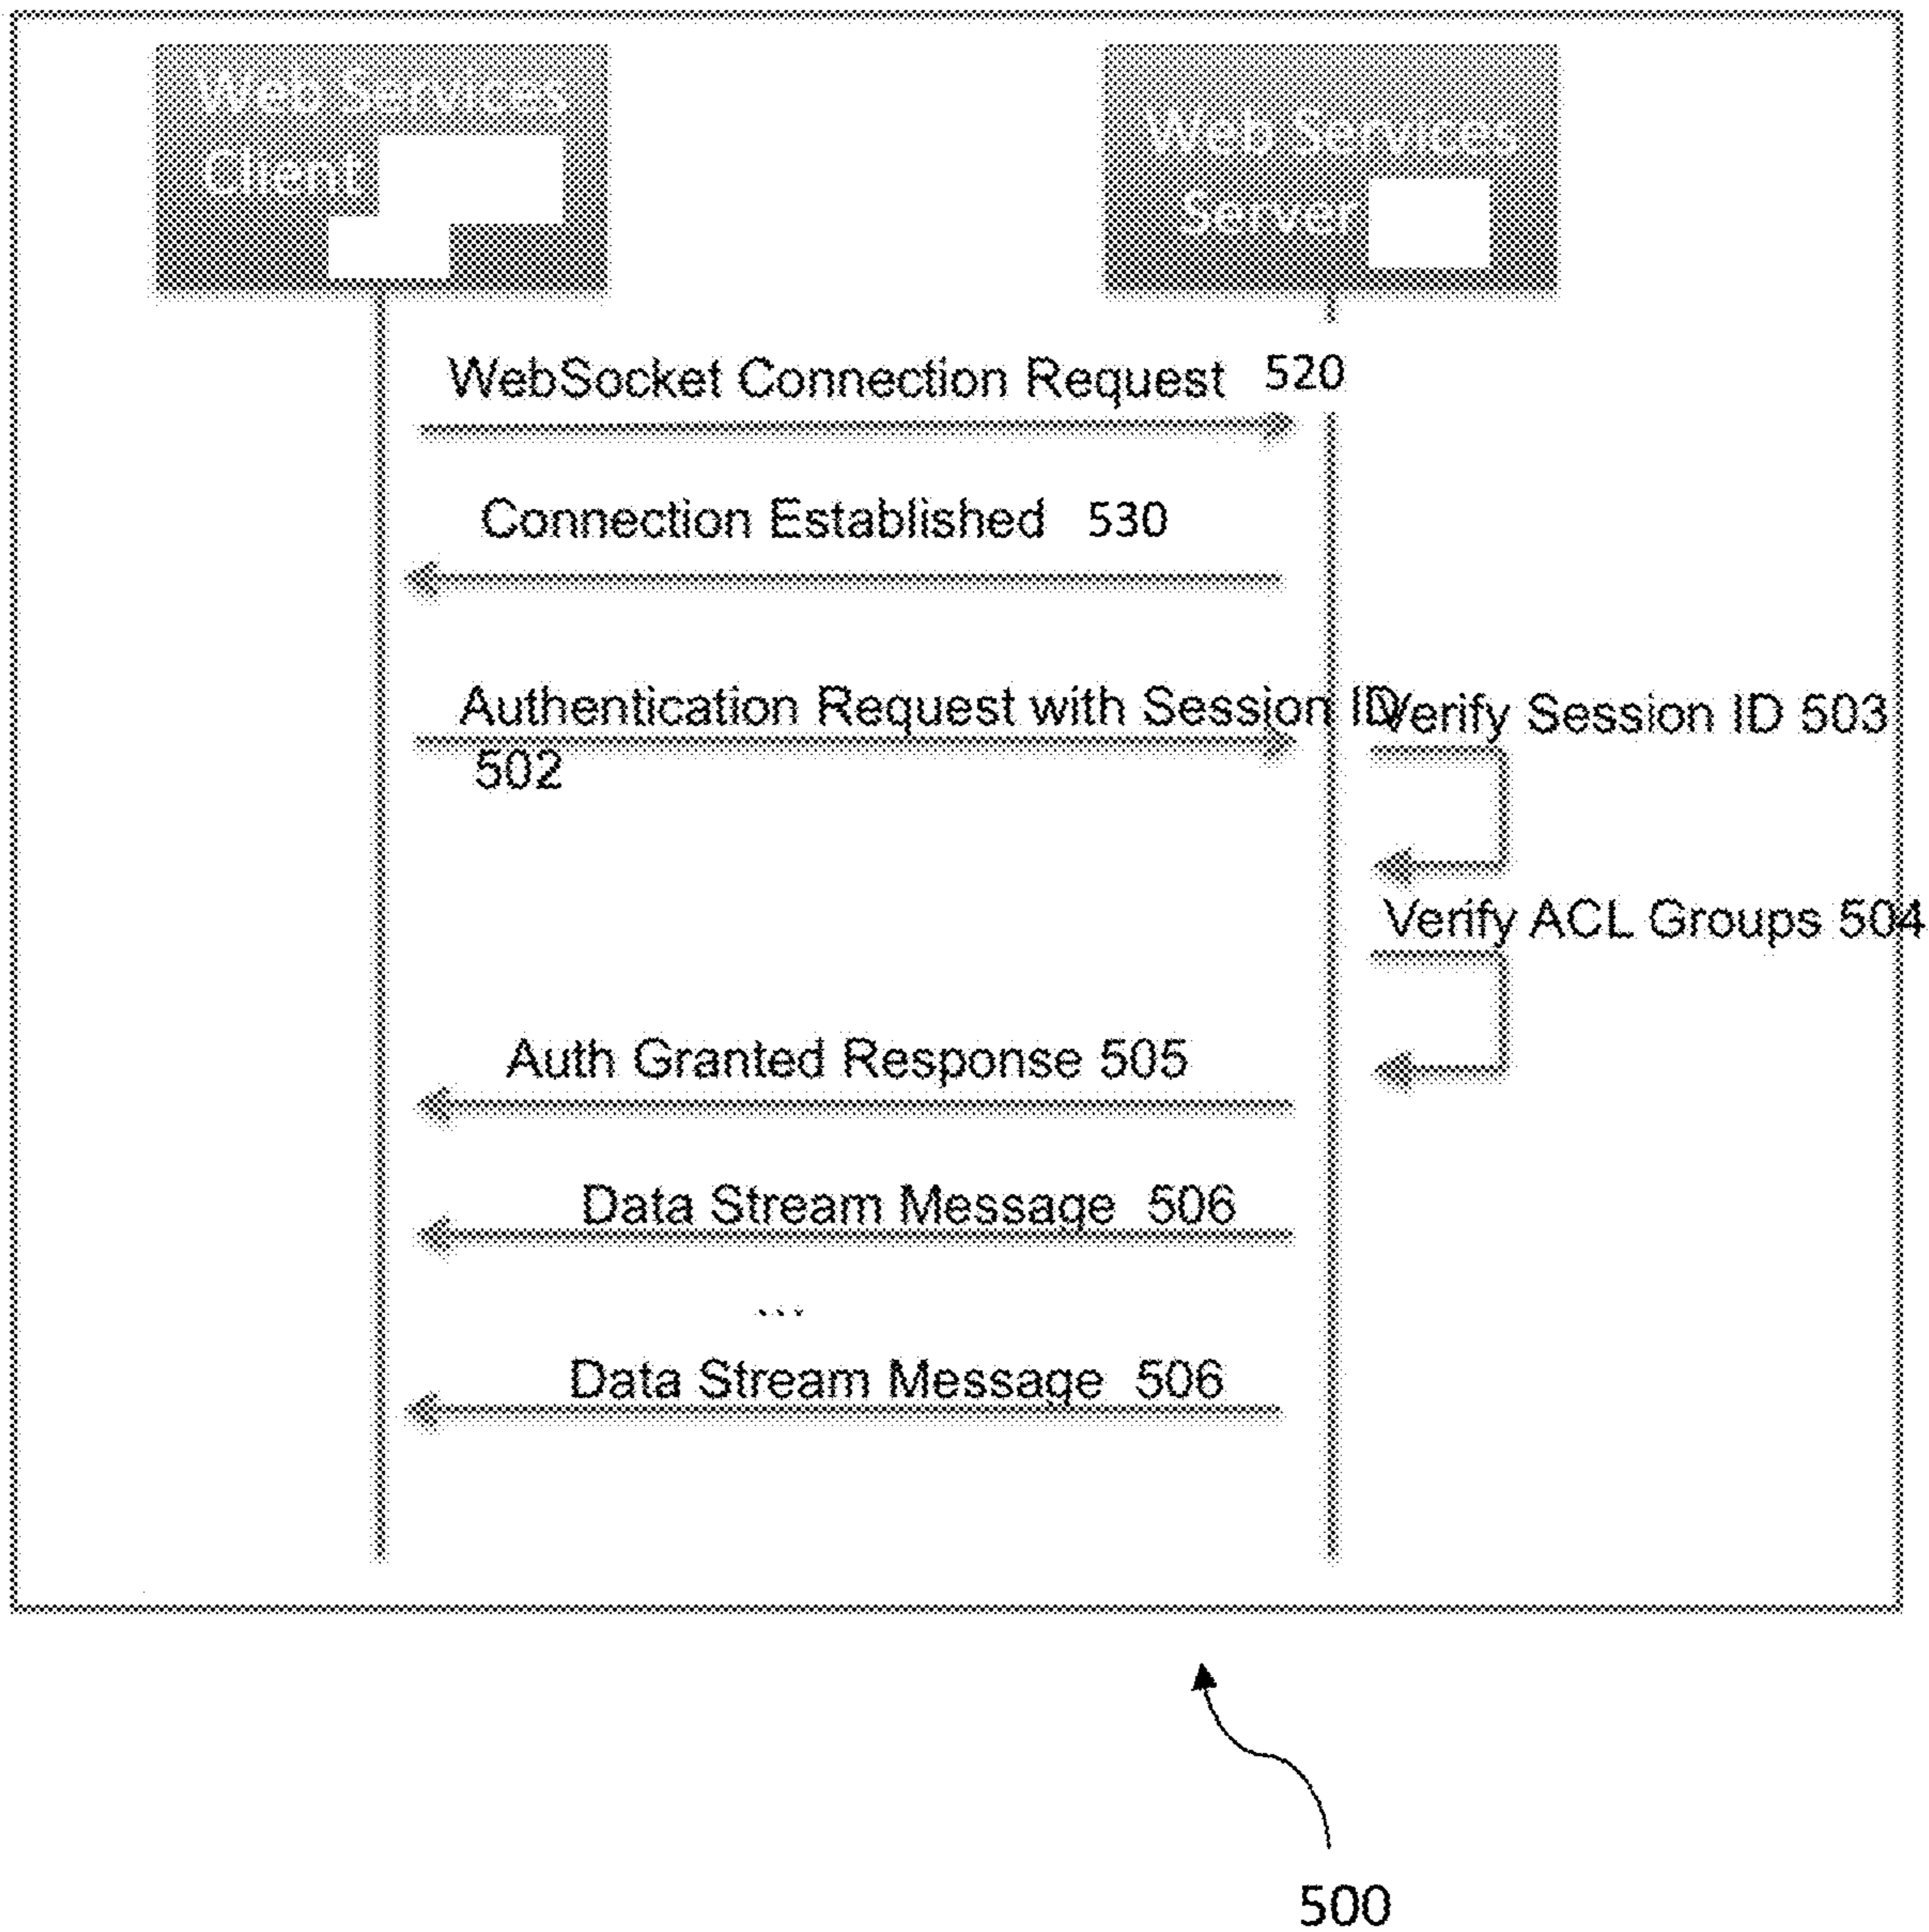 Web Services
Client
Web Services
Server
WebSocket Connection Request 520
Connection Established 530
Authentication Request with Session ID
502
Verify Session ID 503
Verify ACL Groups 504
Auth Granted Response 505
Data Stream Message 506
...
Data Stream Message 506
500